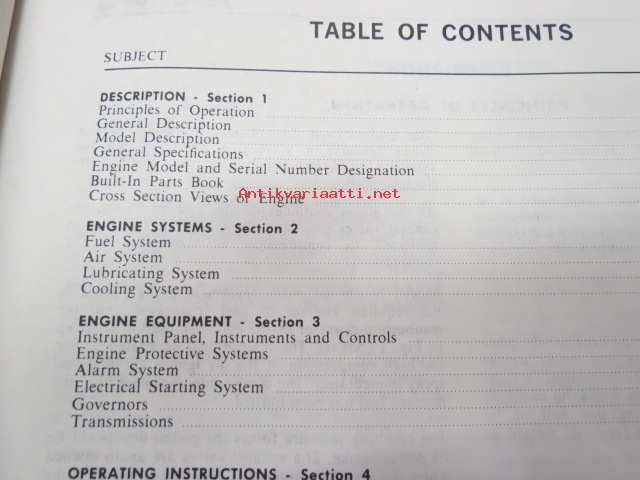 TABLE OF CONTENTS
SUBJECT
DESCRIPTION - Section 1
Principles of Operation
General Description
Model Description
General Specifications
Engine Model and Serial Number Designation
Built-In Parts Book
Antikvariaatti.net
Cross Section Views of Engine
ENGINE SYSTEMS - Section 2
Fuel System
Air System
Lubricating System
Cooling System
ENGINE EQUIPMENT - Section 3
Instrument Panel, Instruments and Controls
Engine Protective Systems
Alarm System
Electrical Starting System
Governors
Transmissions
OPERATING INSTRUCTIONS - Section 4